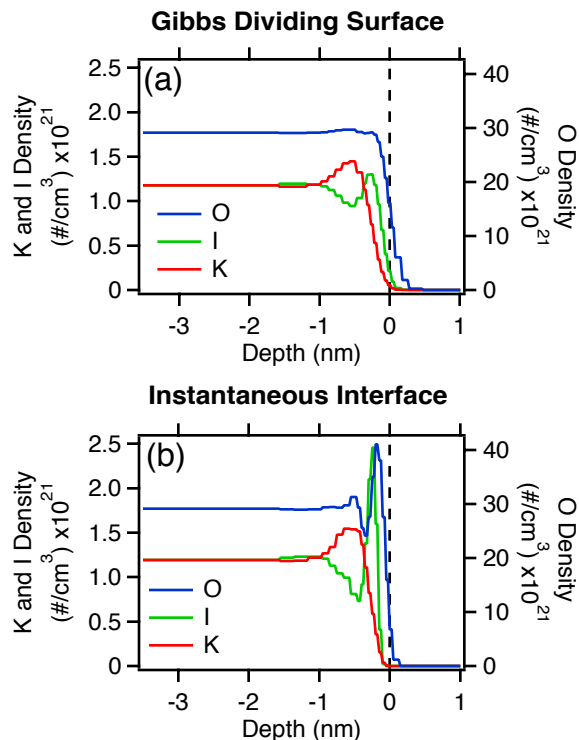 Gibbs Dividing Surface
(a)
K and I Density
(#/cm³) x10²¹
2.5
2.0
1.5
1.0
0.5
0
O
I
K
40
30
20
10
0
O Density
(#/cm³) x10²¹
-3 -2 -1 0 1
Depth (nm)
Instantaneous Interface
(b)
K and I Density
(#/cm³) x10²¹
2.5
2.0
1.5
1.0
0.5
0
O
I
K
40
30
20
10
0
O Density
(#/cm³) x10²¹
-3 -2 -1 0 1
Depth (nm)